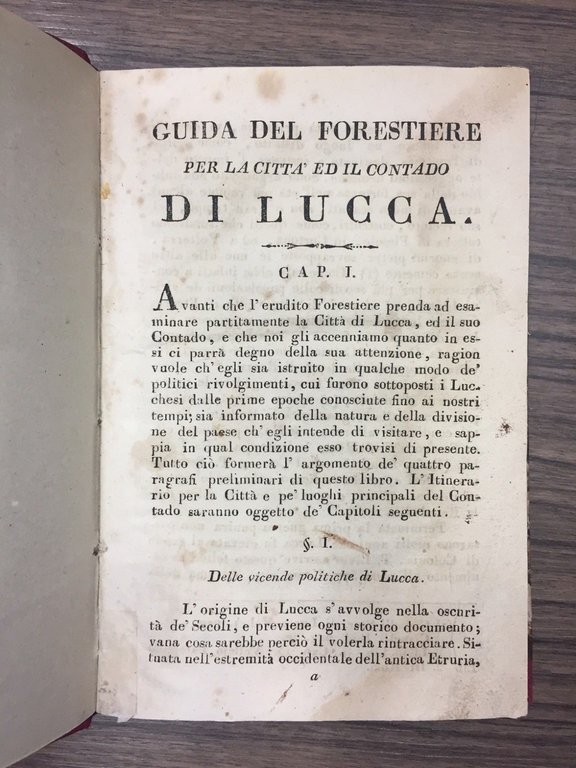 GUIDA DEL FORESTIERE
PER LA CITTA' ED IL CONTADO
DI LUCCA.
CAP. I.
Avanti che l'erudito Forestiere prenda ad esa-
minare partitamente la Città di Lucca, ed il suo
Contado, e che noi gli accenniamo quanto in es-
si ci parrà degno della sua attenzione, ragion
vuole ch'egli sia istruito in qualche modo de'
politici rivolgimenti, cui furono sottoposti i Luc-
chesi dalle prime epoche conosciute fino ai nostri
tempi; sia informato della natura e della divisio-
ne del paese ch'egli intende di visitare, e sap-
pia in qual condizione esso trovisi di presente.
Tutto ciò formerà l'argomento de' quattro pa-
ragrafi preliminari di questo libro. L'Itinera-
rio per la Città e pe' luoghi principali del Con-
tado saranno oggetto de' Capitoli seguenti.
§. I.
Delle vicende politiche di Lucca.
L'origine di Lucca s'avvolge nella oscuri-
tà de' Secoli, e previene ogni storico documento;
vana cosa sarebbe perciò il volerla rintracciare. Si-
tuata nell'estremità occidentale dell'antica Etruria,
a